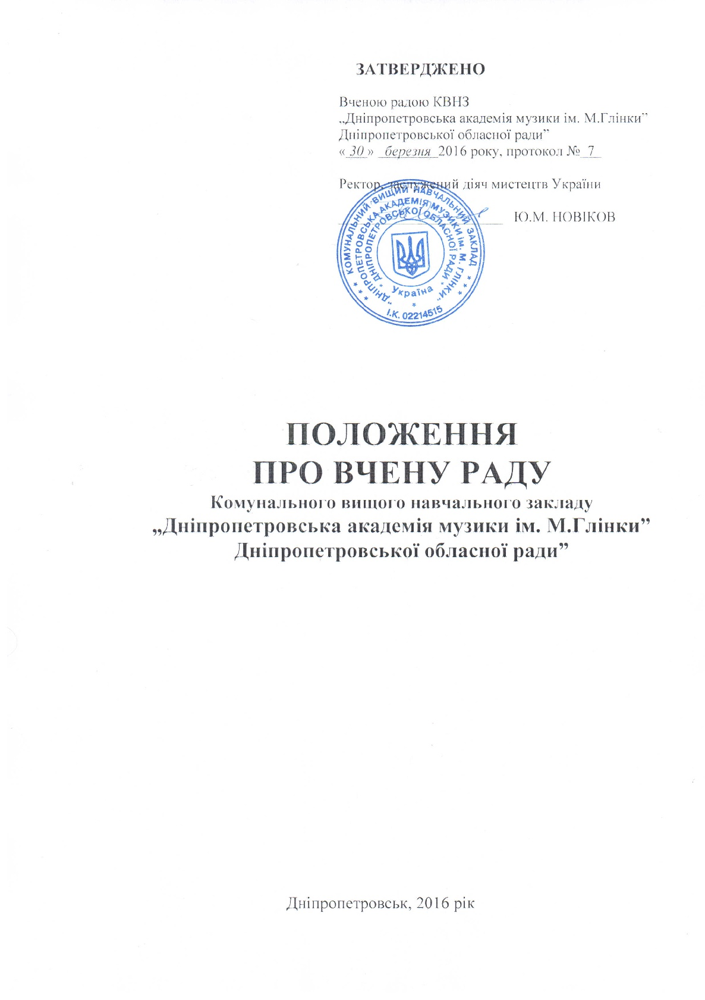 ЗАТВЕРДЖЕНО
Вченою радою КВНЗ
„Дніпропетровська академія музики ім. М.Глінки”
Дніпропетровської обласної ради”
« 30 » березня 2016 року, протокол № 7
Ректор, заслужений діяч мистецтв України
Ю.М. НОВІКОВ
КОМУНАЛЬНИЙ ВИЩИЙ НАВЧАЛЬНИЙ ЗАКЛАД
"ДНІПРОПЕТРОВСЬКА АКАДЕМІЯ МУЗИКИ ім. М. ГЛІНКИ"
ДНІПРОПЕТРОВСЬКОЇ ОБЛАСНОЇ РАДИ
Україна
І.К. 02214515
ПОЛОЖЕННЯ
ПРО ВЧЕНУ РАДУ
Комунального вищого навчального закладу
„Дніпропетровська академія музики ім. М.Глінки”
Дніпропетровської обласної ради”
Дніпропетровськ, 2016 рік